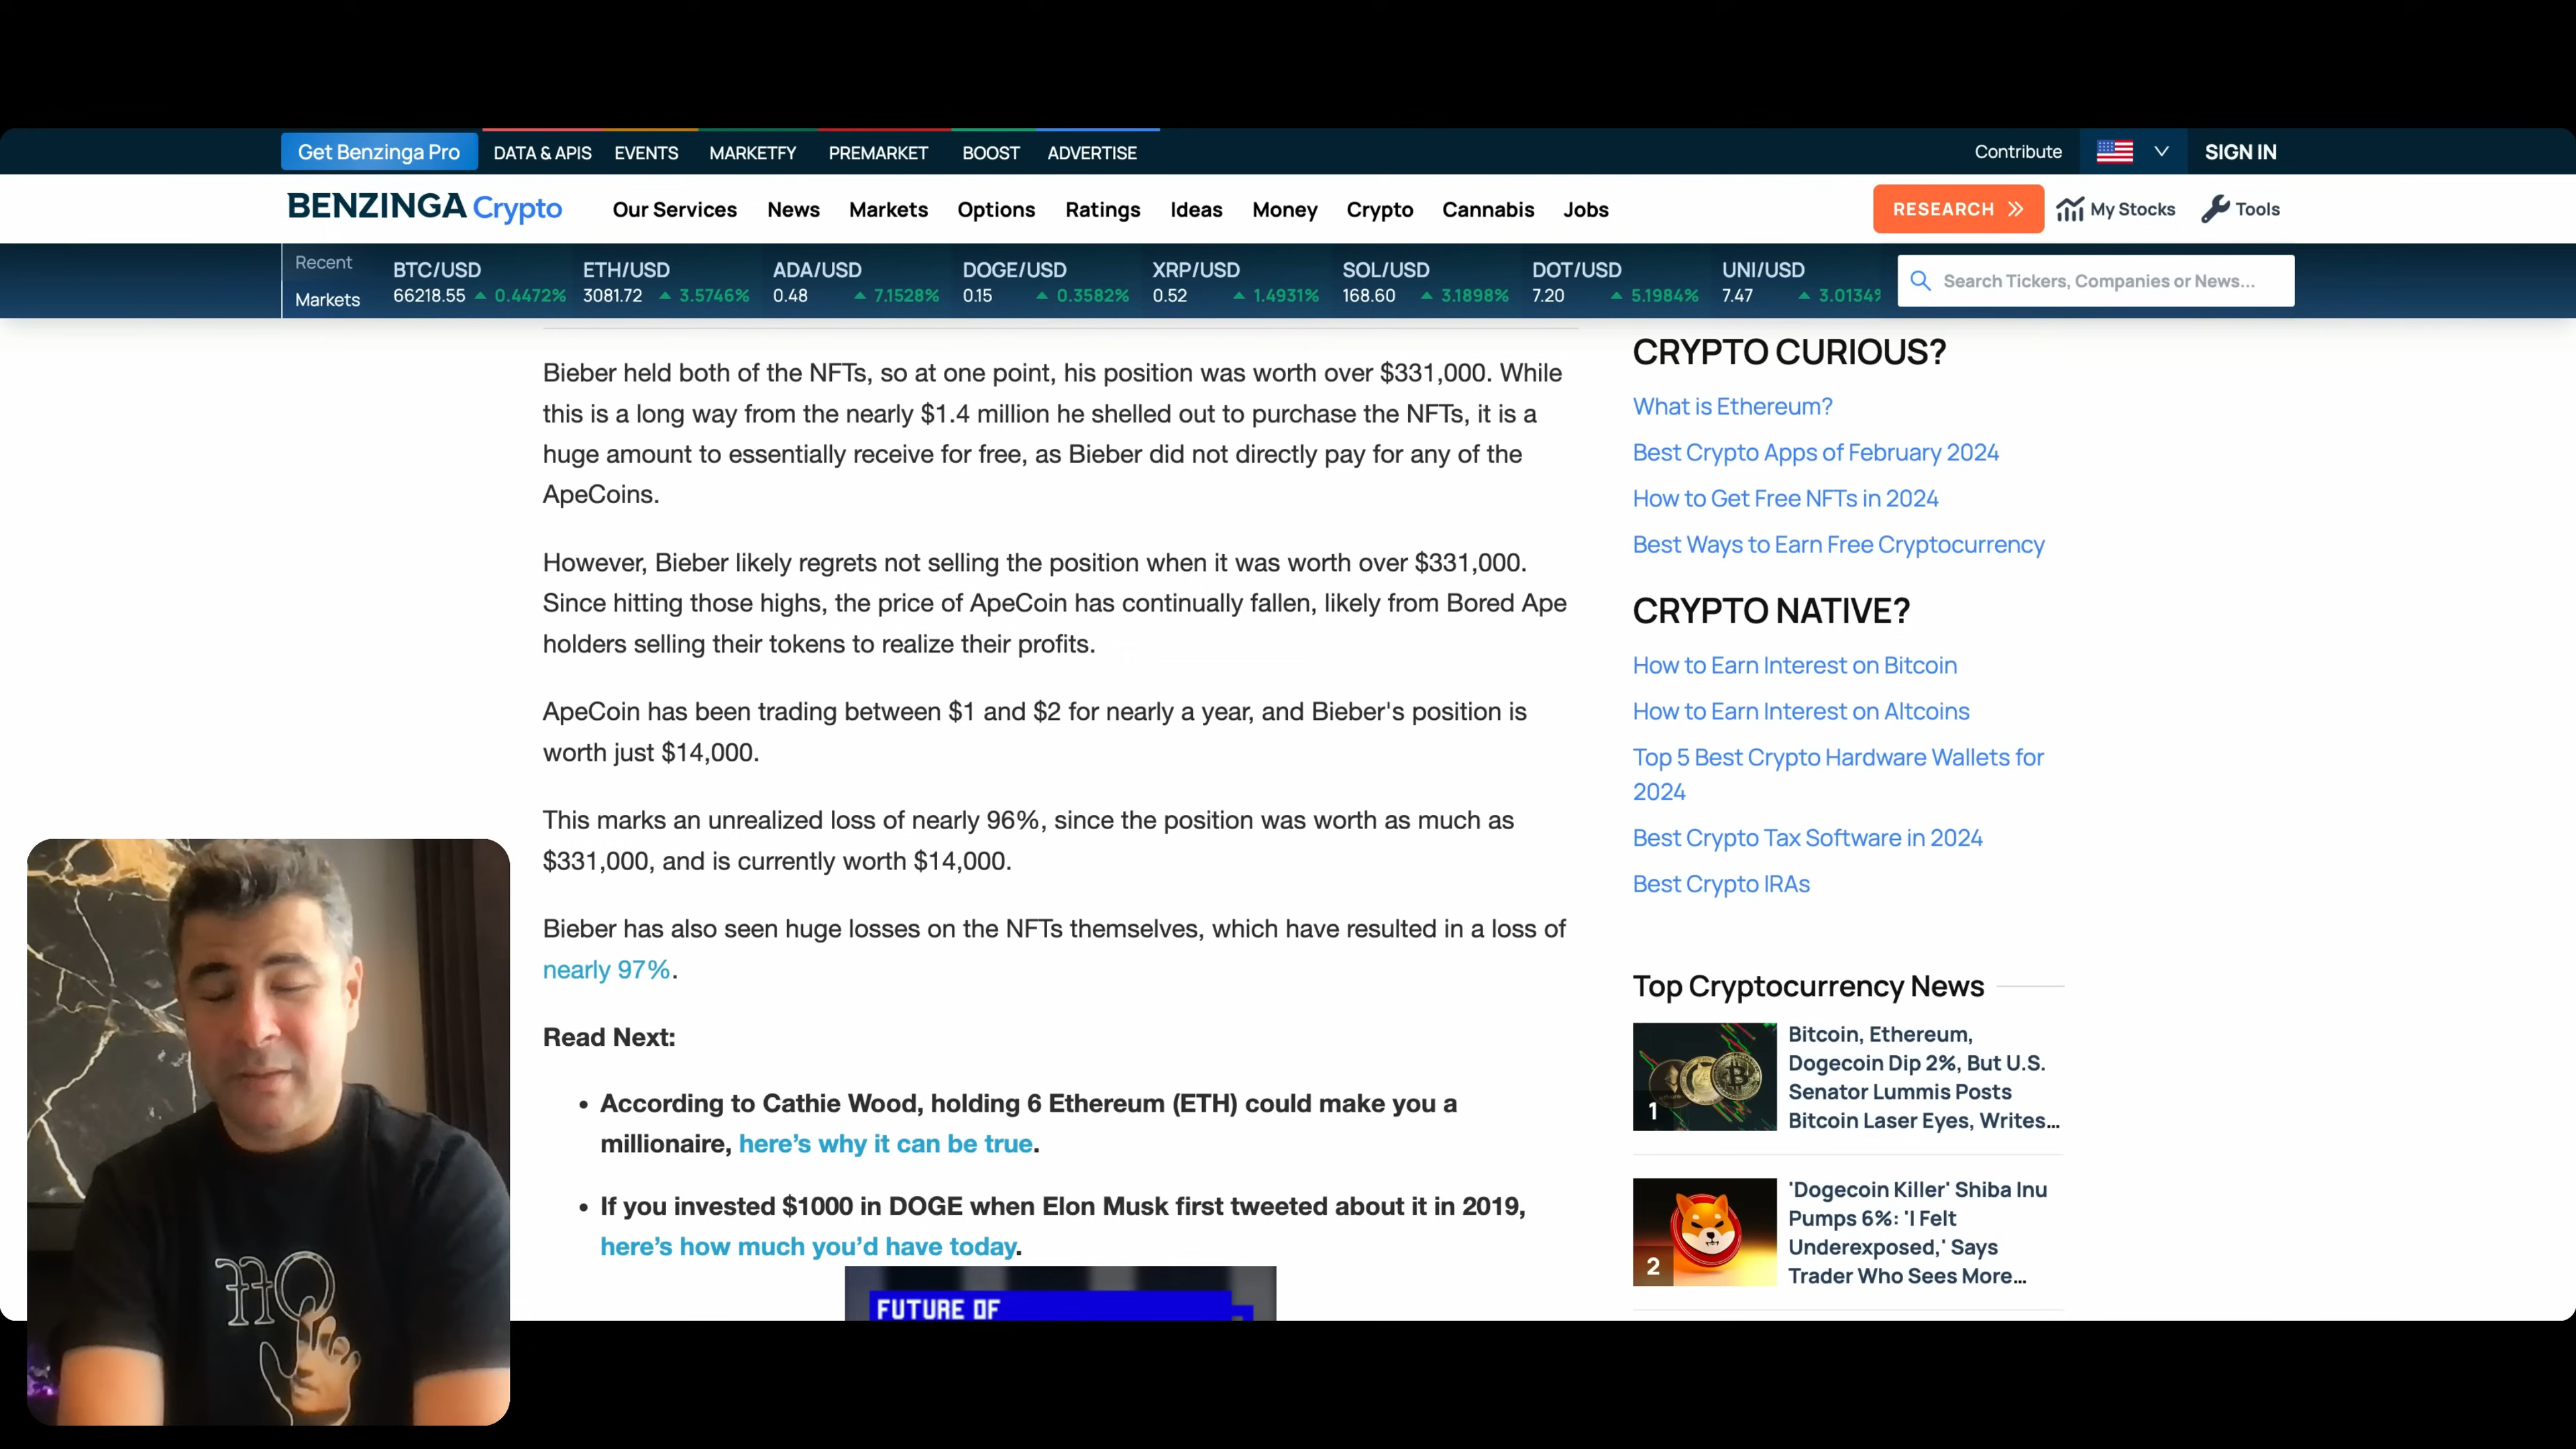 Get Benzinga Pro DATA & APIS EVENTS MARKETFY PREMARKET BOOST ADVERTISE Contribute SIGN IN
BENZINGA Crypto Our Services News Markets Options Ratings Ideas Money Crypto Cannabis Jobs RESEARCH My Stocks Tools
Recent
Markets
BTC/USD
66218.55 0.4472%
ETH/USD
3081.72 3.5746%
ADA/USD
0.48 7.1528%
DOGE/USD
0.15 0.3582%
XRP/USD
0.52 1.4931%
SOL/USD
168.60 3.1898%
DOT/USD
7.20 5.1984%
UNI/USD
7.47 3.0134%
Search Tickers, Companies or News...
Bieber held both of the NFTs, so at one point, his position was worth over $331,000. While
this is a long way from the nearly $1.4 million he shelled out to purchase the NFTs, it is a
huge amount to essentially receive for free, as Bieber did not directly pay for any of the
ApeCoins.
However, Bieber likely regrets not selling the position when it was worth over $331,000.
Since hitting those highs, the price of ApeCoin has continually fallen, likely from Bored Ape
holders selling their tokens to realize their profits.
ApeCoin has been trading between $1 and $2 for nearly a year, and Bieber's position is
worth just $14,000.
This marks an unrealized loss of nearly 96%, since the position was worth as much as
$331,000, and is currently worth $14,000.
Bieber has also seen huge losses on the NFTs themselves, which have resulted in a loss of
nearly 97%.
Read Next:
• According to Cathie Wood, holding 6 Ethereum (ETH) could make you a
millionaire, here's why it can be true.
• If you invested $1000 in DOGE when Elon Musk first tweeted about it in 2019,
here's how much you'd have today.
FUTURE OF
CRYPTO CURIOUS?
What is Ethereum?
Best Crypto Apps of February 2024
How to Get Free NFTs in 2024
Best Ways to Earn Free Cryptocurrency
CRYPTO NATIVE?
How to Earn Interest on Bitcoin
How to Earn Interest on Altcoins
Top 5 Best Crypto Hardware Wallets for
2024
Best Crypto Tax Software in 2024
Best Crypto IRAs
Top Cryptocurrency News
1
Bitcoin, Ethereum,
Dogecoin Dip 2%, But U.S.
Senator Lummis Posts
Bitcoin Laser Eyes, Writes...
2
'Dogecoin Killer' Shiba Inu
Pumps 6%: 'I Felt
Underexposed,' Says
Trader Who Sees More...